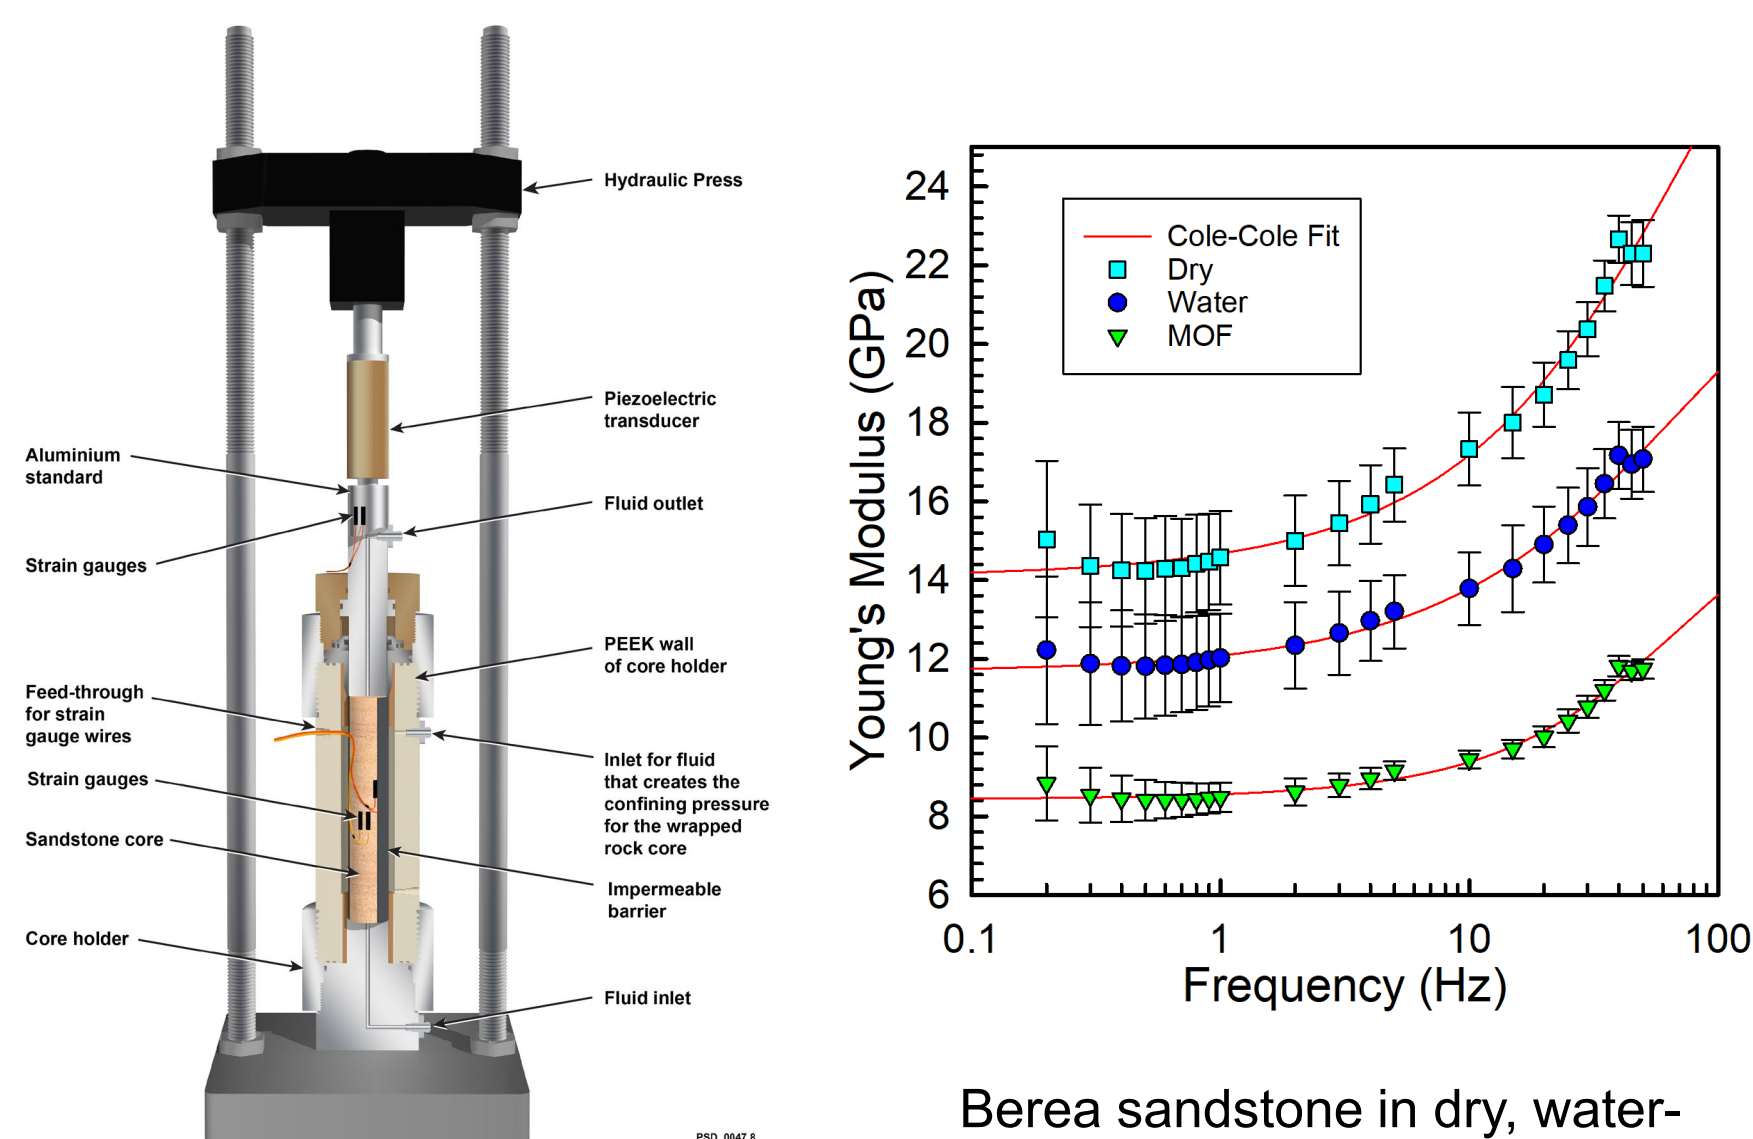 Hydraulic Press
Piezoelectric
transducer
Aluminium
standard
Fluid outlet
Strain gauges
PEEK wall
of core holder
Feed-through
for strain
gauge wires
Inlet for fluid
that creates the
confining pressure
for the wrapped
rock core
Strain gauges
Sandstone core
Impermeable
barrier
Core holder
Fluid inlet
PSD_0047.8
Young's Modulus (GPa)
24
22
20
18
16
14
12
10
8
6
Cole-Cole Fit
Dry
Water
MOF
0.1
1
10
100
Frequency (Hz)
Berea sandstone in dry, water-